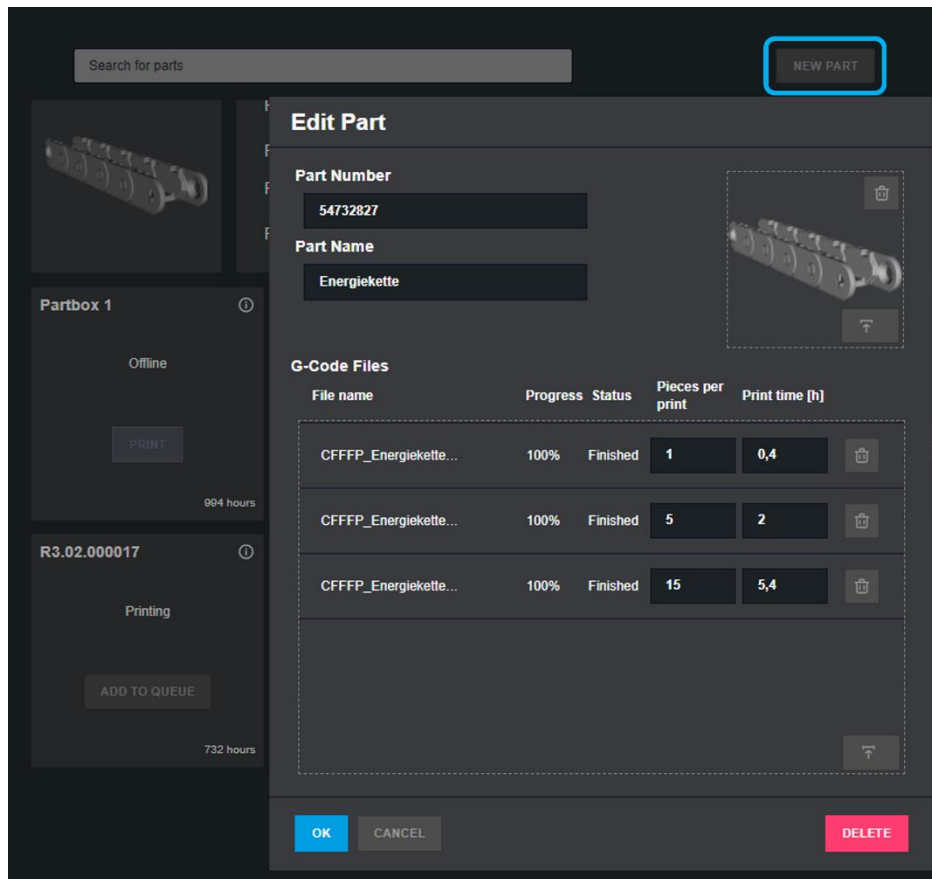 Search for parts
NEW PART
Edit Part
Part Number
54732827
Part Name
Energiekette
G-Code Files
File name Progress Status Pieces per print Print time [h]
CFFFP_Energiekette... 100% Finished 1 0,4
CFFFP_Energiekette... 100% Finished 5 2
CFFFP_Energiekette... 100% Finished 15 5,4
OK CANCEL DELETE
Partbox 1
Offline
PRINT
994 hours
R3.02.000017
Printing
ADD TO QUEUE
732 hours